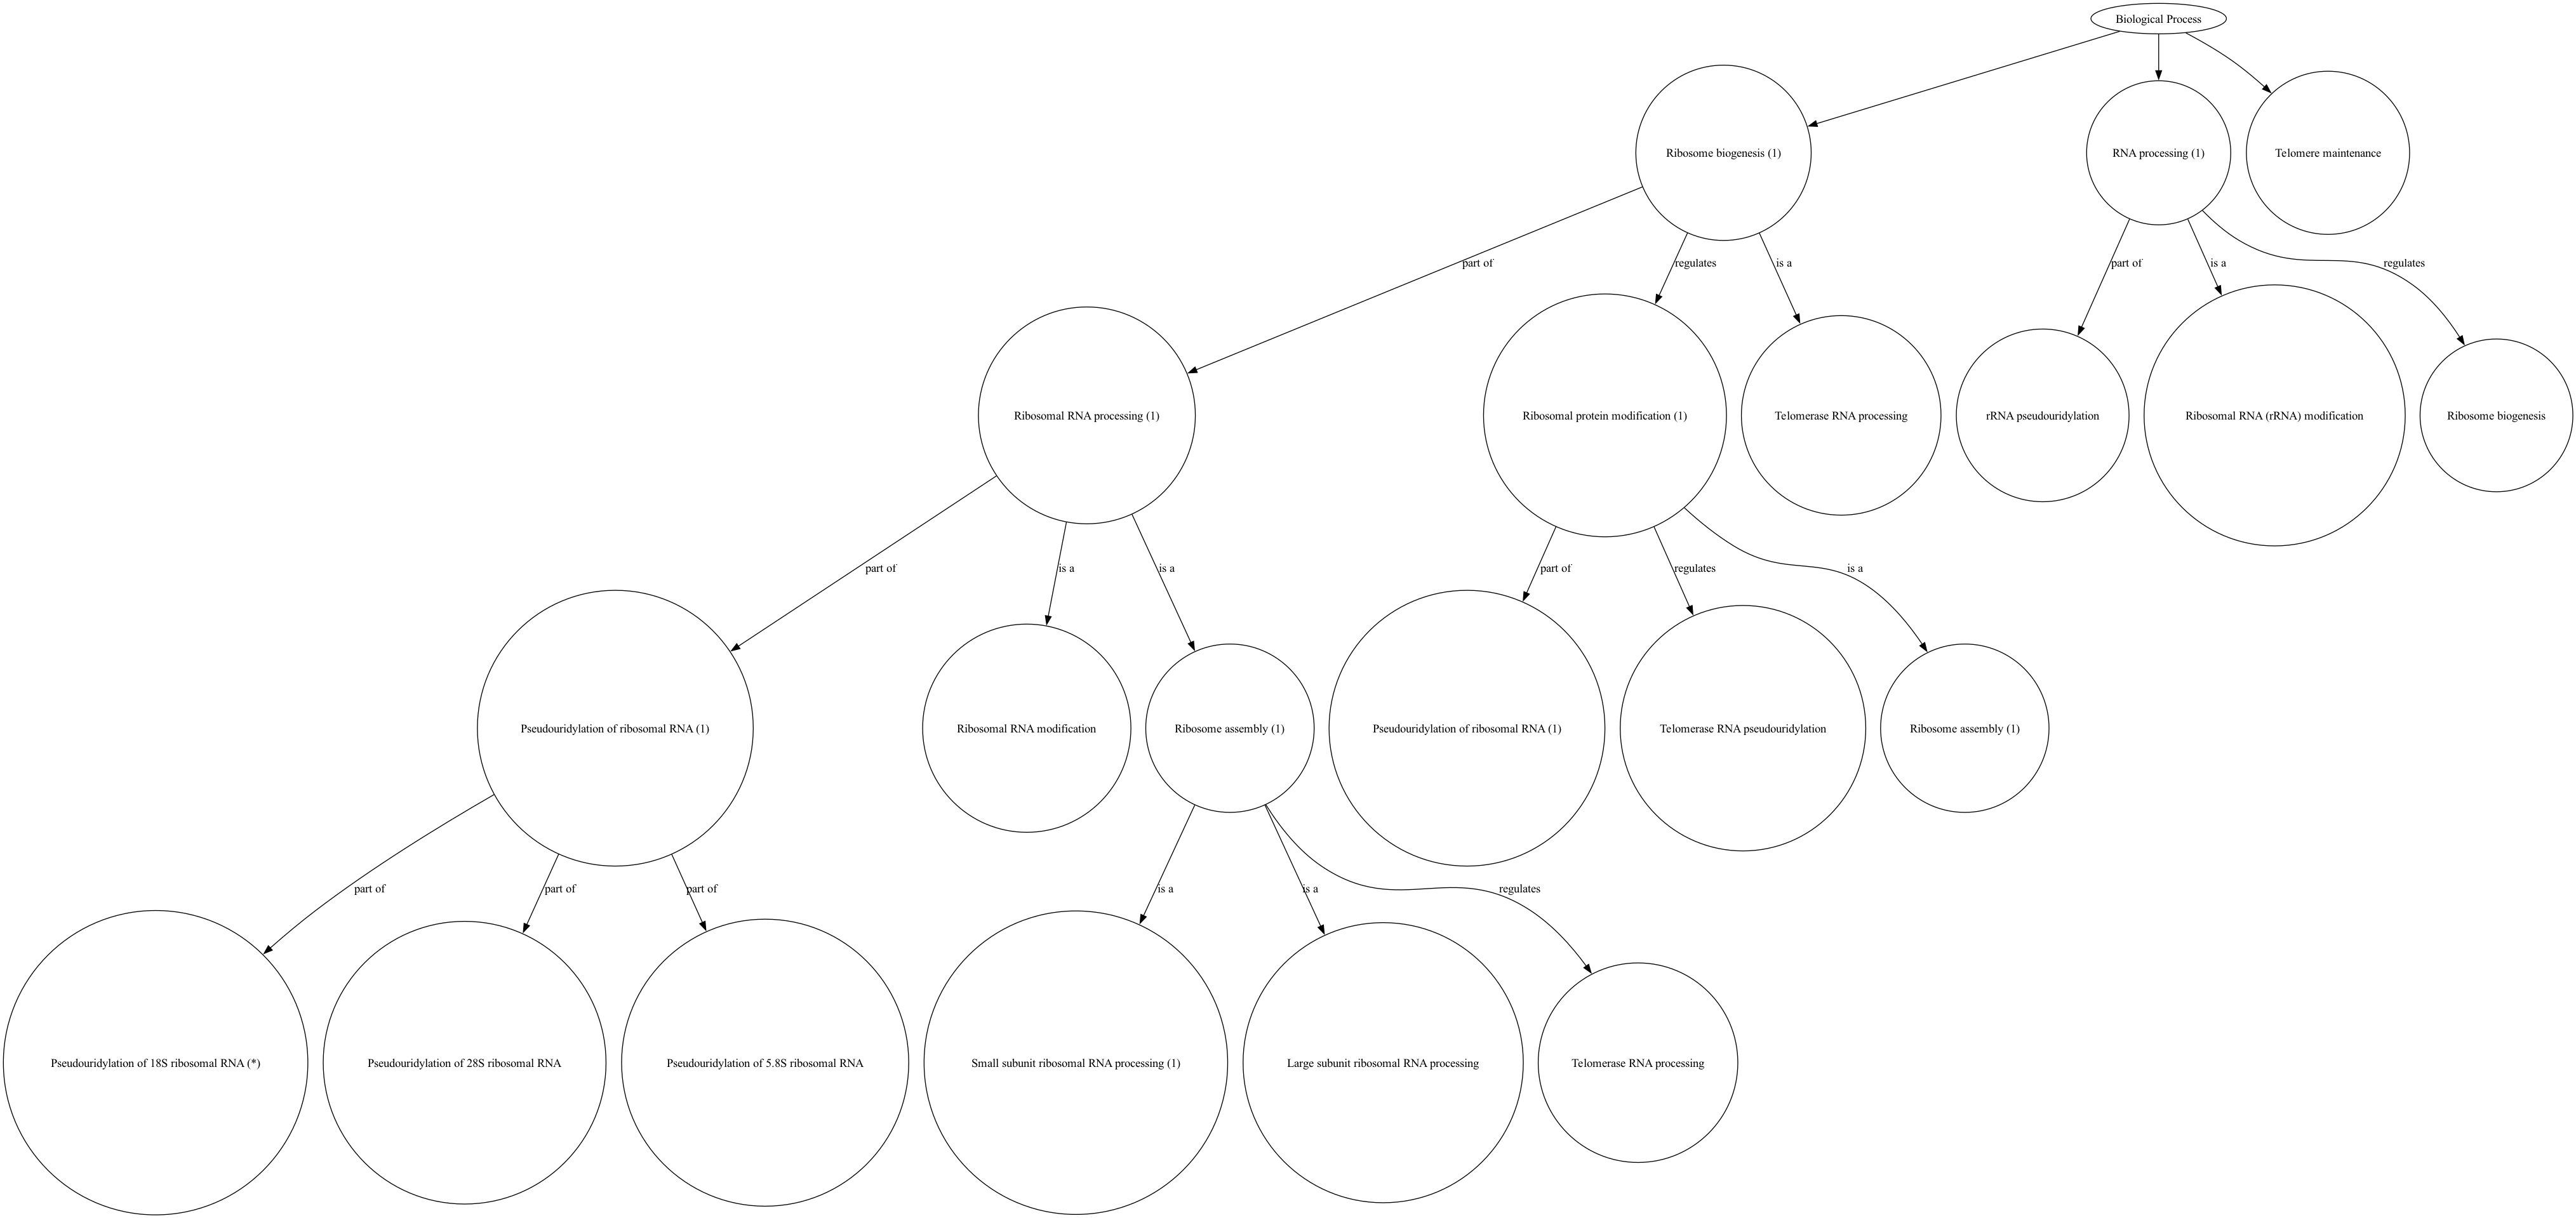 Biological Process
Ribosome biogenesis (1)
RNA processing (1)
Telomere maintenance
part of
regulates
is a
part of
is a
regulates
Ribosomal RNA processing (1)
Ribosomal protein modification (1)
Telomerase RNA processing
rRNA pseudouridylation
Ribosomal RNA (rRNA) modification
Ribosome biogenesis
part of
is a
is a
part of
regulates
is a
Pseudouridylation of ribosomal RNA (1)
Ribosomal RNA modification
Ribosome assembly (1)
Pseudouridylation of ribosomal RNA (1)
Telomerase RNA pseudouridylation
Ribosome assembly (1)
part of
part of
part of
is a
is a
regulates
Pseudouridylation of 18S ribosomal RNA (*)
Pseudouridylation of 28S ribosomal RNA
Pseudouridylation of 5.8S ribosomal RNA
Small subunit ribosomal RNA processing (1)
Large subunit ribosomal RNA processing
Telomerase RNA processing